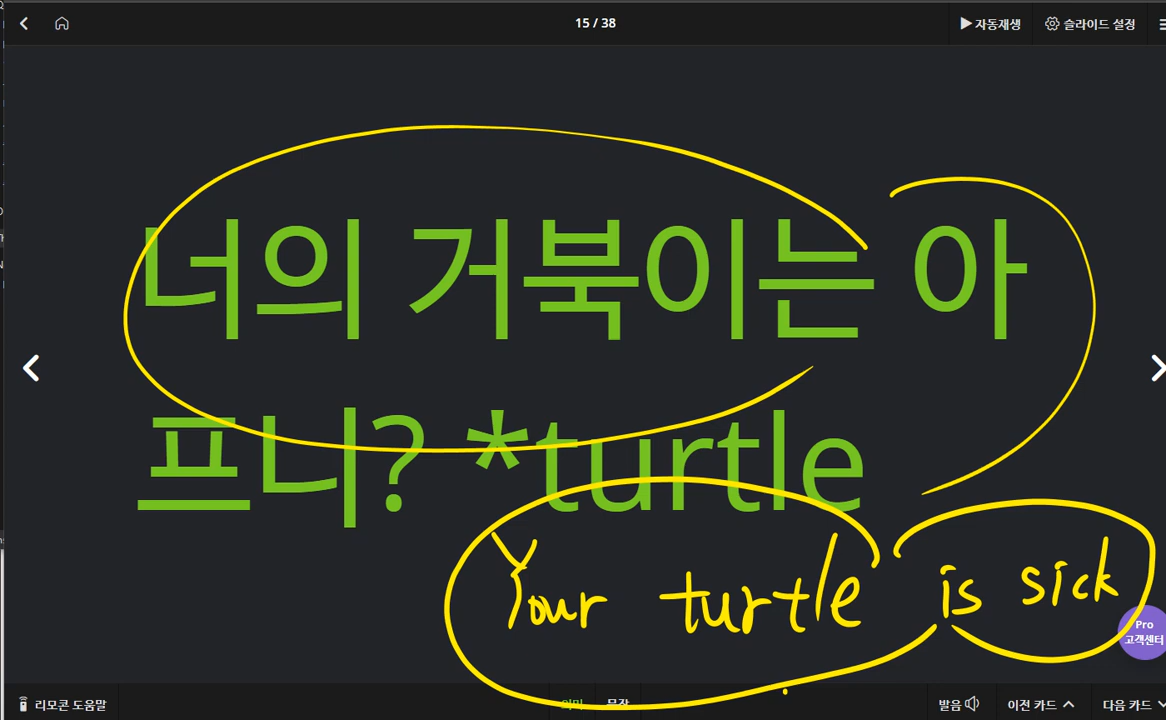 15 / 38
▶자동재생
슬라이드 설정
너의 거북이는 아
프니? *turtle
Your turtle is sick
Pro
고객센터
리모콘 도움말
의미
문장
발음
이전 카드
다음 카드